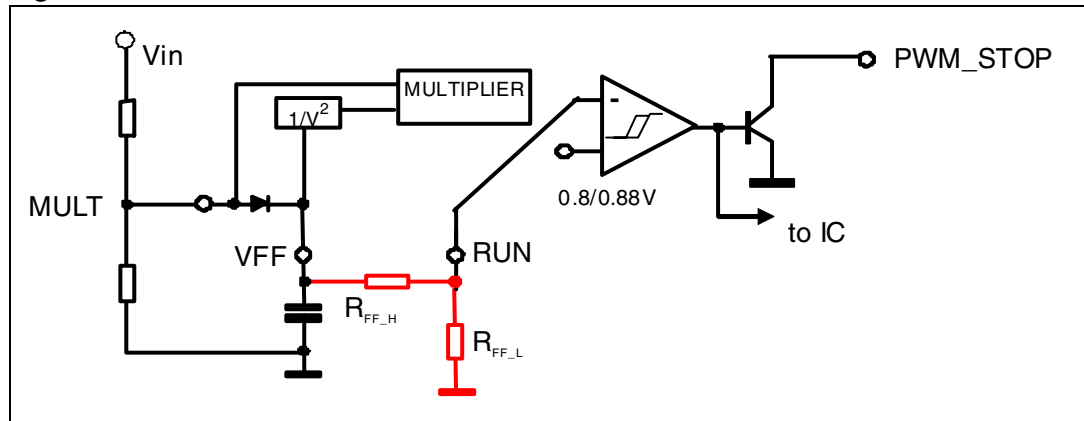 Vin
MULTIPLIER
1/V²
-
PWM_STOP
0.8/0.88V
MULT
to IC
VFF
RUN
R_FF_H
R_FF_L